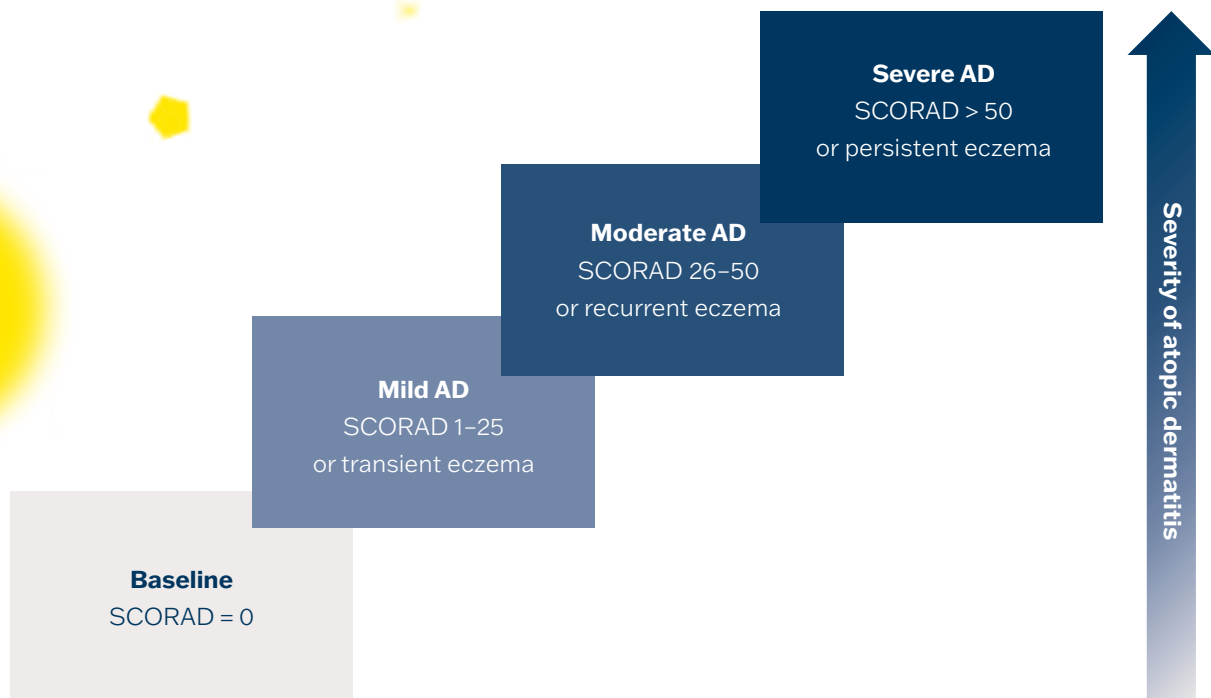 Severe AD
SCORAD > 50
or persistent eczema
Moderate AD
SCORAD 26–50
or recurrent eczema
Mild AD
SCORAD 1–25
or transient eczema
Baseline
SCORAD = 0
Severity of atopic dermatitis